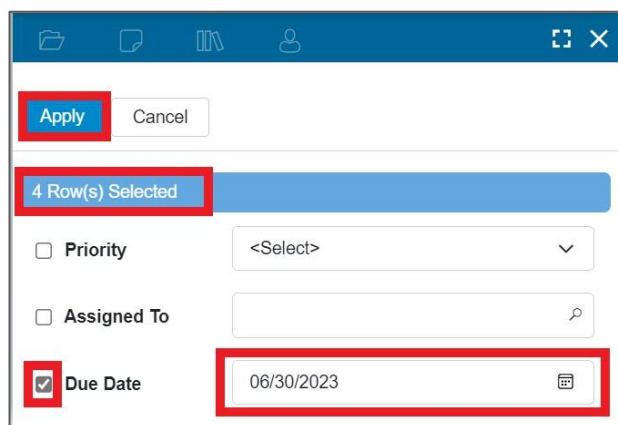 Apply Cancel
4 Row(s) Selected
Priority <Select>
Assigned To
Due Date 06/30/2023